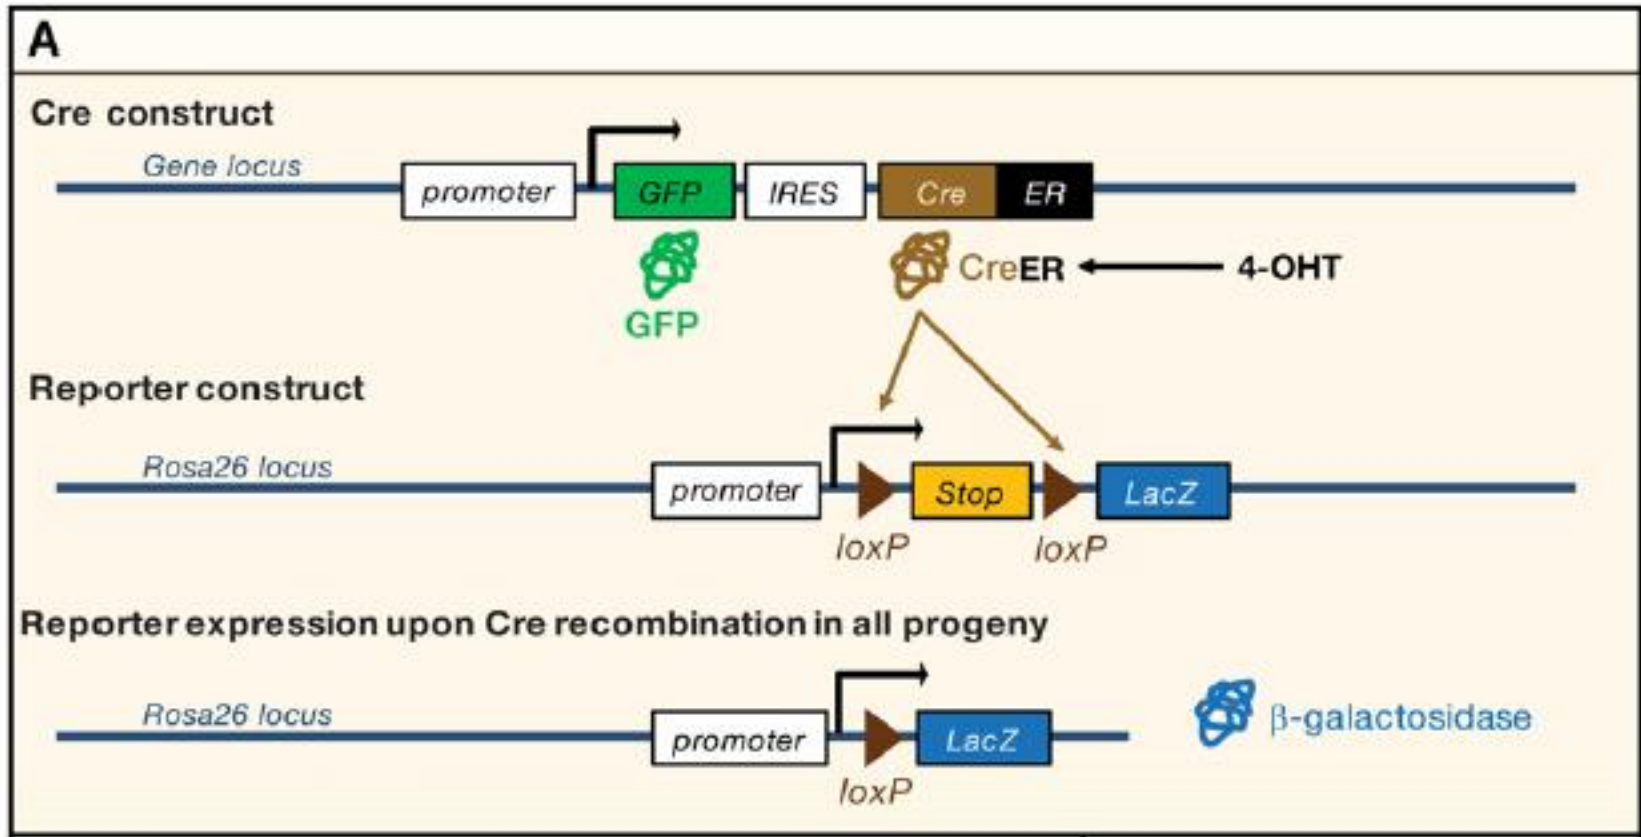 A
Cre construct
Gene locus
promoter GFP IRES Cre ER
CreER 4-OHT
GFP
Reporter construct
Rosa26 locus
promoter Stop LacZ
loxP loxP
Reporter expression upon Cre recombination in all progeny
Rosa26 locus
promoter LacZ β-galactosidase
loxP